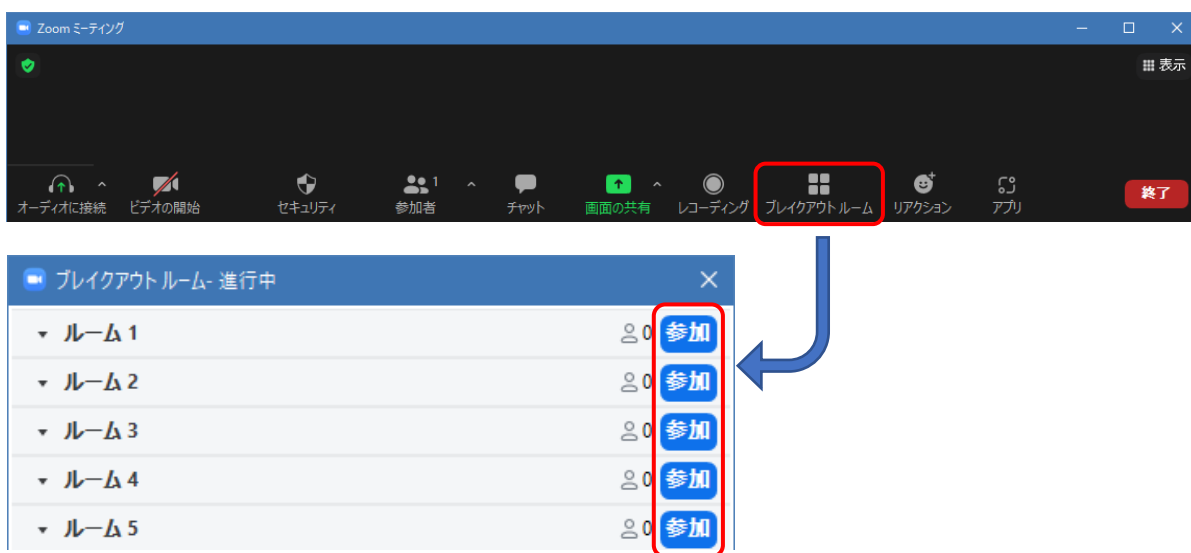 Zoom ミーティング
表示
1
オーディオに接続 ビデオの開始 セキュリティ 参加者 チャット 画面の共有 レコーディング ブレイクアウト ルーム リアクション アプリ 終了
ブレイクアウト ルーム- 進行中
ルーム 1 0 参加
ルーム 2 0 参加
ルーム 3 0 参加
ルーム 4 0 参加
ルーム 5 0 参加